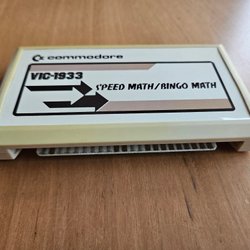 commodore
VIC-1933
SPEED MATH/BINGO MATH